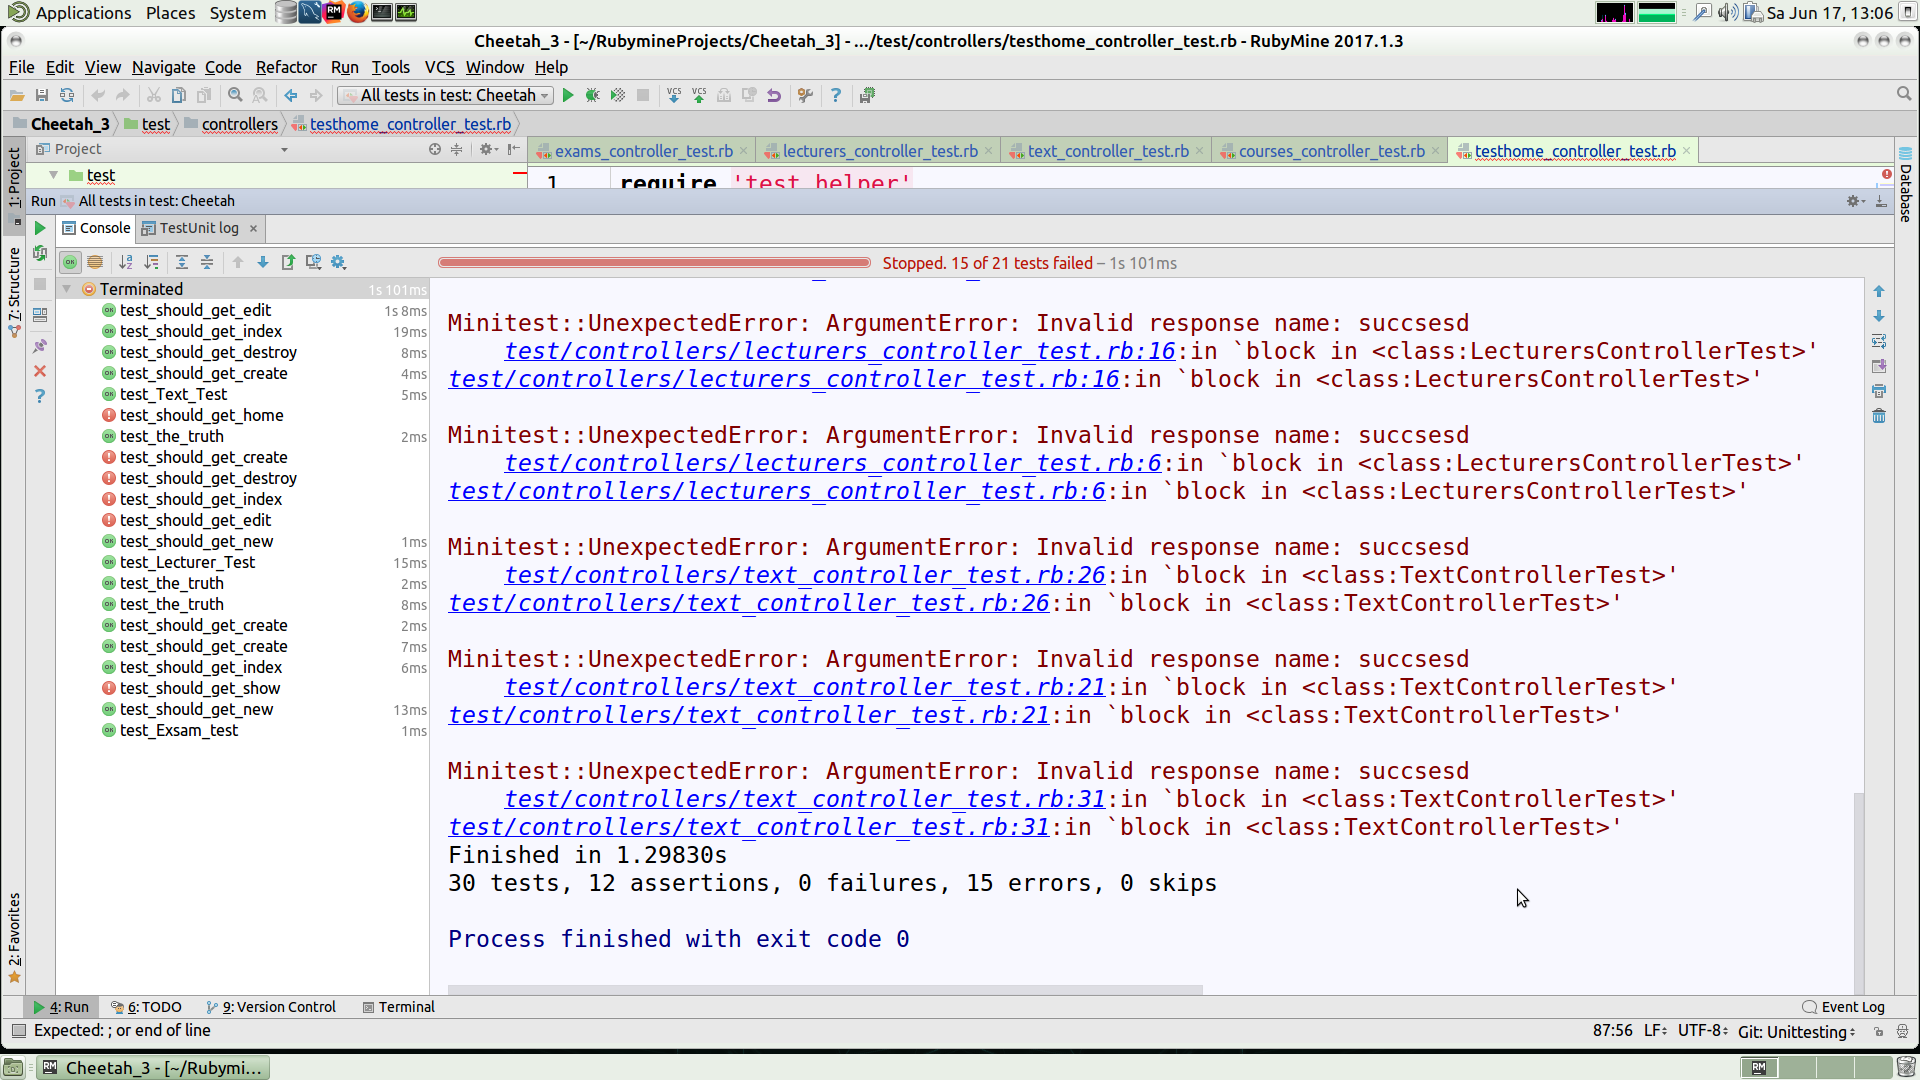 Applications Places System Sa Jun 17, 13:06
Cheetah_3 - [~/RubymineProjects/Cheetah_3] - .../test/controllers/testhome_controller_test.rb - RubyMine 2017.1.3
File Edit View Navigate Code Refactor Run Tools VCS Window Help
All tests in test: Cheetah VCS VCS ?
Cheetah_3 test controllers testhome_controller_test.rb
1: Project
Project
exams_controller_test.rb lecturers_controller_test.rb text_controller_test.rb courses_controller_test.rb testhome_controller_test.rb
test
1 require 'test_helper'
Database
Run All tests in test: Cheetah
Console TestUnit log
7: Structure
Stopped. 15 of 21 tests failed – 1s 101ms
Terminated 1s 101ms
test_should_get_edit 1s 8ms
test_should_get_index 19ms
test_should_get_destroy 8ms
test_should_get_create 4ms
test_Text_Test 5ms
test_should_get_home
test_the_truth 2ms
test_should_get_create
test_should_get_destroy
test_should_get_index
test_should_get_edit
test_should_get_new 1ms
test_Lecturer_Test 15ms
test_the_truth 2ms
test_the_truth 8ms
test_should_get_create 2ms
test_should_get_create 7ms
test_should_get_index 6ms
test_should_get_show
test_should_get_new 13ms
test_Exsam_test 1ms
Minitest::UnexpectedError: ArgumentError: Invalid response name: succsesd
test/controllers/lecturers_controller_test.rb:16:in `block in <class:LecturersControllerTest>'
test/controllers/lecturers_controller_test.rb:16:in `block in <class:LecturersControllerTest>'
Minitest::UnexpectedError: ArgumentError: Invalid response name: succsesd
test/controllers/lecturers_controller_test.rb:6:in `block in <class:LecturersControllerTest>'
test/controllers/lecturers_controller_test.rb:6:in `block in <class:LecturersControllerTest>'
Minitest::UnexpectedError: ArgumentError: Invalid response name: succsesd
test/controllers/text_controller_test.rb:26:in `block in <class:TextControllerTest>'
test/controllers/text_controller_test.rb:26:in `block in <class:TextControllerTest>'
Minitest::UnexpectedError: ArgumentError: Invalid response name: succsesd
test/controllers/text_controller_test.rb:21:in `block in <class:TextControllerTest>'
test/controllers/text_controller_test.rb:21:in `block in <class:TextControllerTest>'
Minitest::UnexpectedError: ArgumentError: Invalid response name: succsesd
test/controllers/text_controller_test.rb:31:in `block in <class:TextControllerTest>'
test/controllers/text_controller_test.rb:31:in `block in <class:TextControllerTest>'
Finished in 1.29830s
30 tests, 12 assertions, 0 failures, 15 errors, 0 skips
Process finished with exit code 0
2: Favorites
4: Run 6: TODO 9: Version Control Terminal Event Log
Expected: ; or end of line 87:56 LF UTF-8 Git: Unittesting
Cheetah_3 - [~/Rubymi...